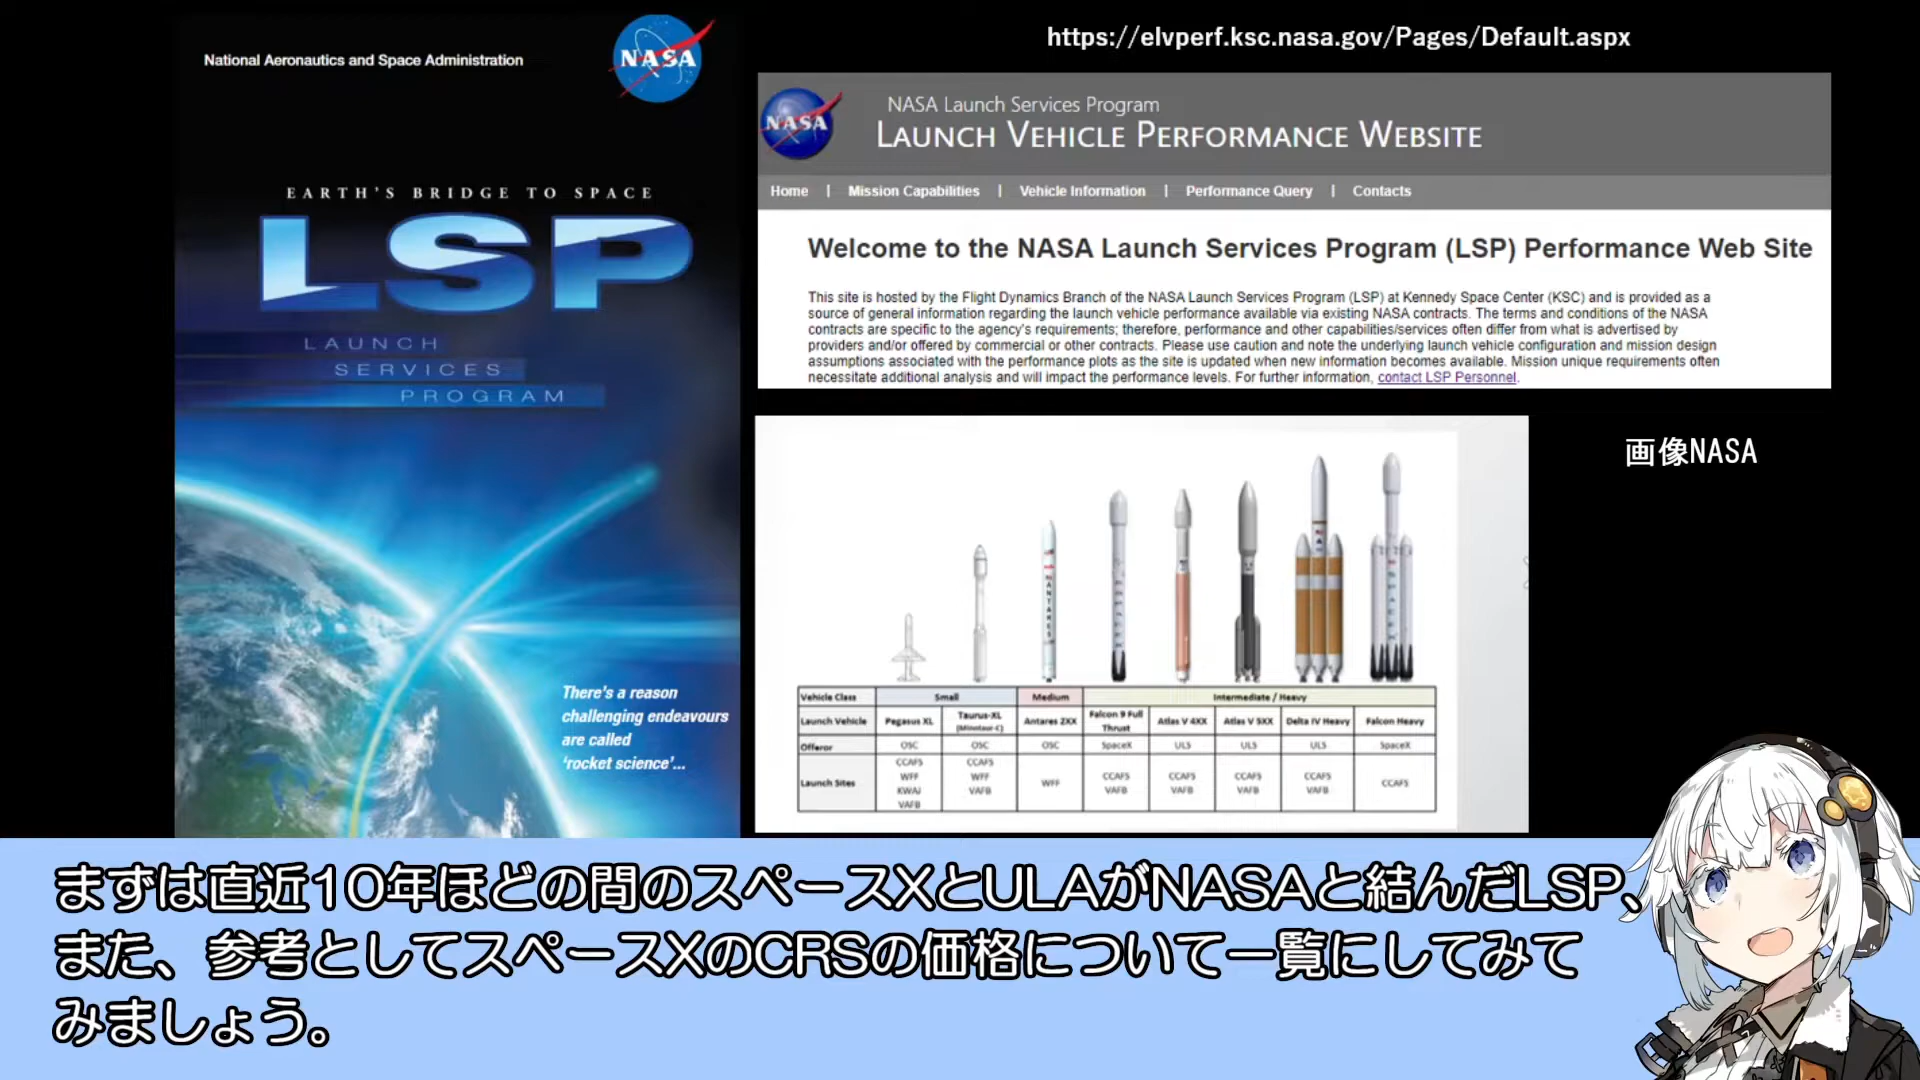 National Aeronautics and Space Administration
NASA
EARTH'S BRIDGE TO SPACE
LSP
LAUNCH
SERVICES
PROGRAM
There's a reason
challenging endeavours
are called
'rocket science'...
https://elvperf.ksc.nasa.gov/Pages/Default.aspx
NASA
NASA Launch Services Program
LAUNCH VEHICLE PERFORMANCE WEBSITE
Home | Mission Capabilities | Vehicle Information | Performance Query | Contacts
Welcome to the NASA Launch Services Program (LSP) Performance Web Site
This site is hosted by the Flight Dynamics Branch of the NASA Launch Services Program (LSP) at Kennedy Space Center (KSC) and is provided as a
source of general information regarding the launch vehicle performance available via existing NASA contracts. The terms and conditions of the NASA
contracts are specific to the agency's requirements; therefore, performance and other capabilities/services often differ from what is advertised by
providers and/or offered by commercial or other contracts. Please use caution and note the underlying launch vehicle configuration and mission design
assumptions associated with the performance plots as the site is updated when new information becomes available. Mission unique requirements often
necessitate additional analysis and will impact the performance levels. For further information, contact LSP Personnel.
画像NASA
ANTARES
Vehicle Class Small Medium Intermediate / Heavy
Launch Vehicle Pegasus XL Taurus-XL (Minotaur-C) Antares 2XX Falcon 9 Full Thrust Atlas V 4XX Atlas V 5XX Delta IV Heavy Falcon Heavy
Offeror OSC OSC OSC SpaceX ULS ULS ULS SpaceX
Launch Sites CCAFS WFF KWAJ VAFB CCAFS WFF VAFB WFF CCAFS VAFB CCAFS VAFB CCAFS VAFB CCAFS VAFB CCAFS
まずは直近10年ほどの間のスペースXとULAがNASAと結んだLSP、
また、参考としてスペースXのCRSの価格について一覧にしてみて
みましょう。